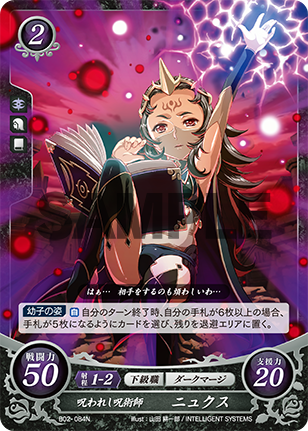 2
SAMPLE
はぁ… 相手をするのも煩わしいわ…
幼子の姿 自 自分のターン終了時、自分の手札が6枚以上の場合、
手札が5枚になるようにカードを選び、残りを退避エリアに置く。
戦闘力
50
射程 1-2 下級職 ダークマージ
支援力
20
呪われし呪術師 ニュクス
B02-084N Illust:山田 耕一郎 / INTELLIGENT SYSTEMS